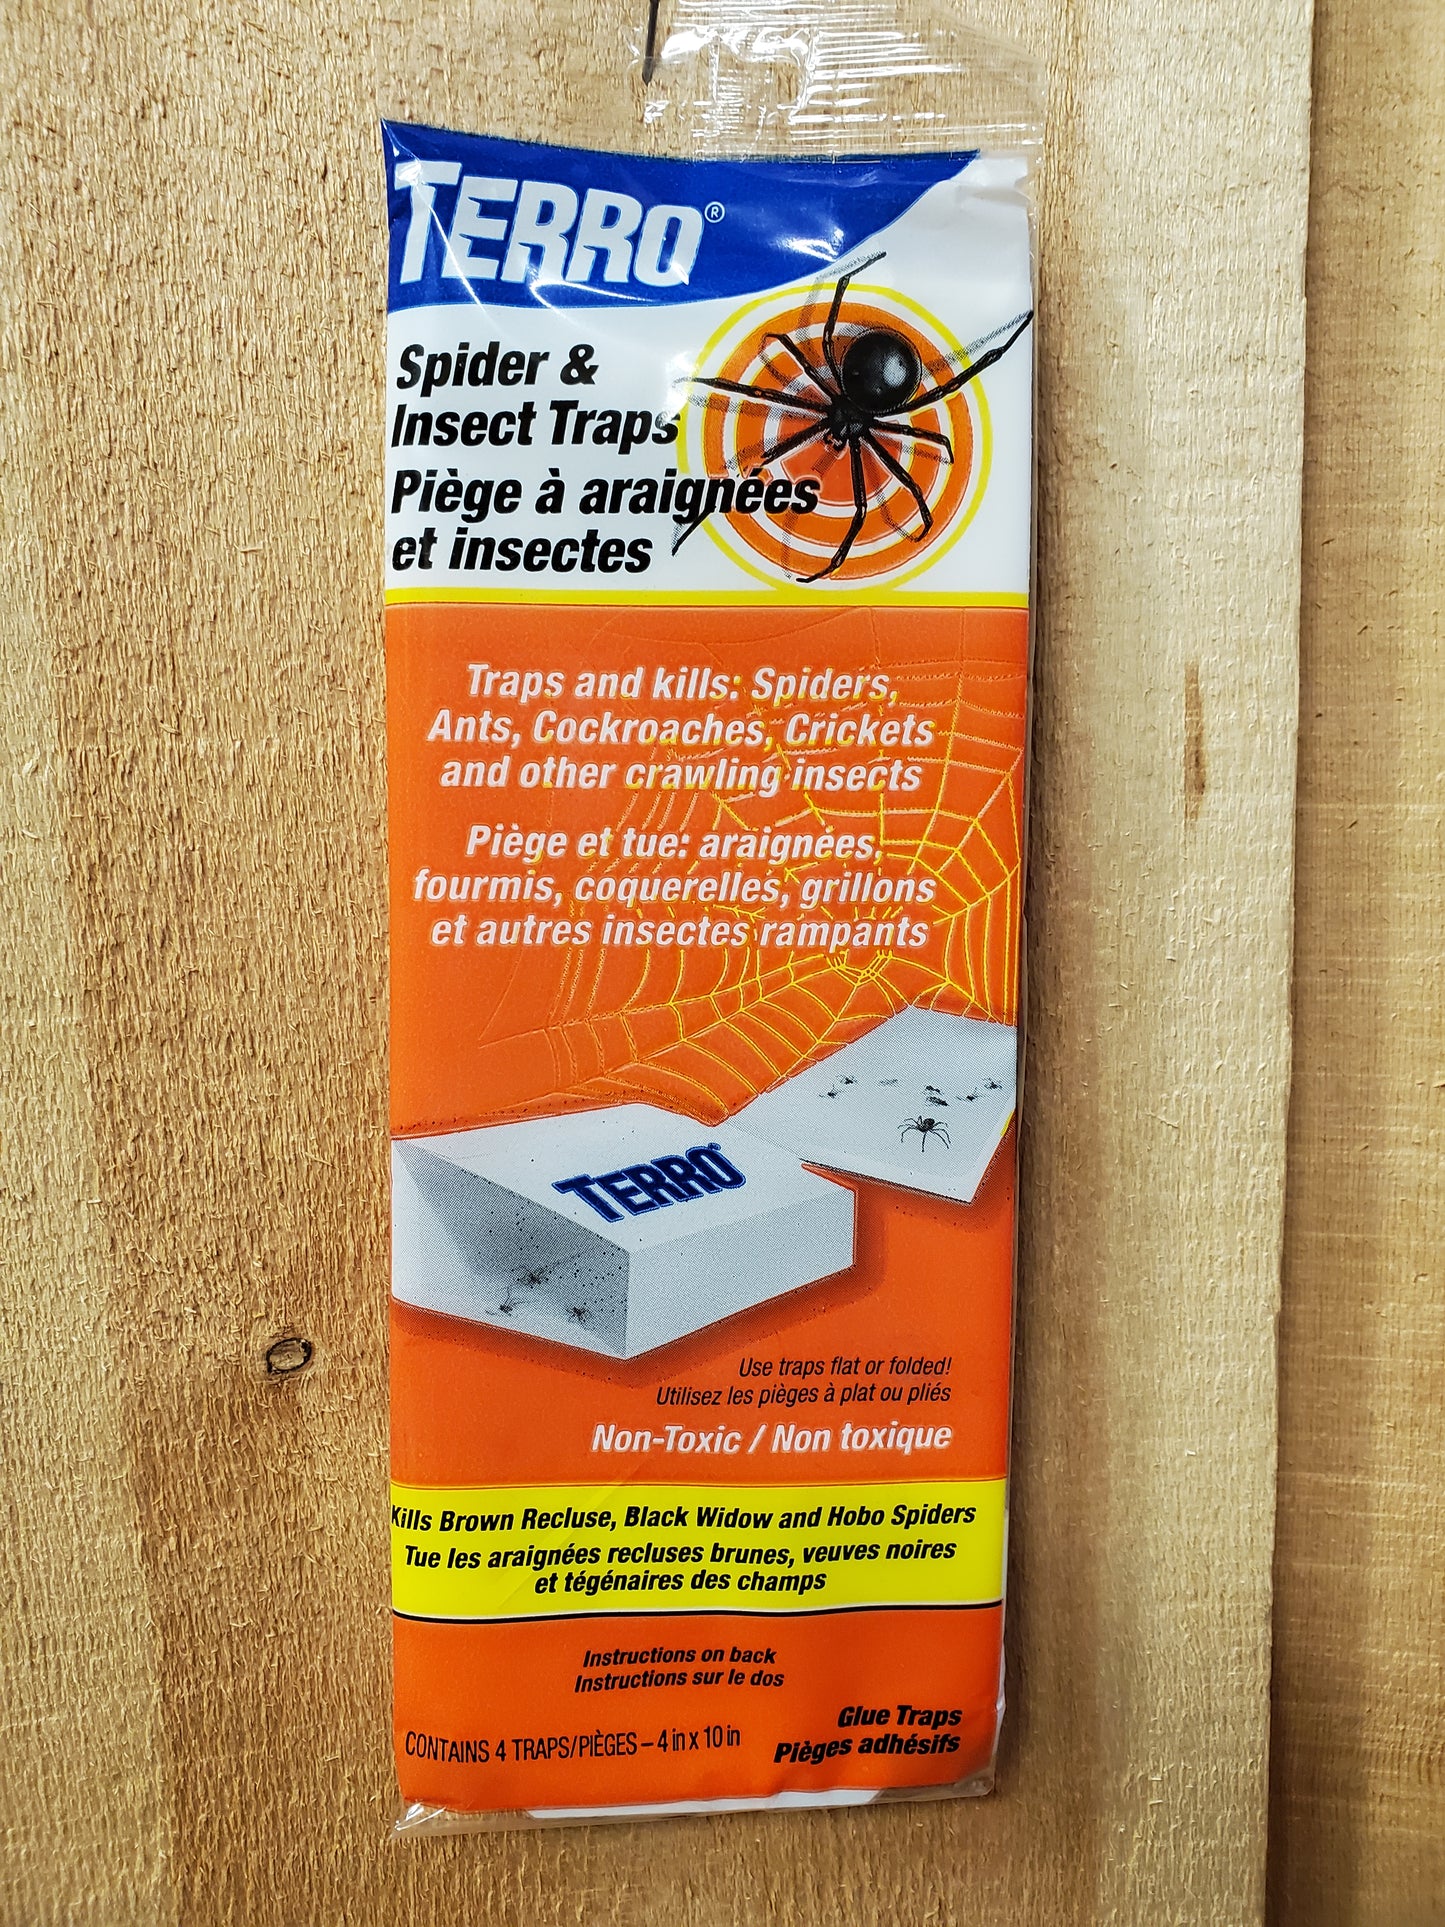 TERRO®
Spider &
Insect Traps
Piège à araignées
et insectes
Traps and kills: Spiders,
Ants, Cockroaches, Crickets
and other crawling insects
Piège et tue: araignées,
fourmis, coquerelles, grillons
et autres insectes rampants
TERRO®
Use traps flat or folded!
Utilisez les pièges à plat ou pliés
Non-Toxic / Non toxique
Kills Brown Recluse, Black Widow and Hobo Spiders
Tue les araignées recluses brunes, veuves noires
et tégénaires des champs
Instructions on back
Instructions sur le dos
Glue Traps
CONTAINS 4 TRAPS/PIÈGES – 4 in x 10 in
Pièges adhésifs